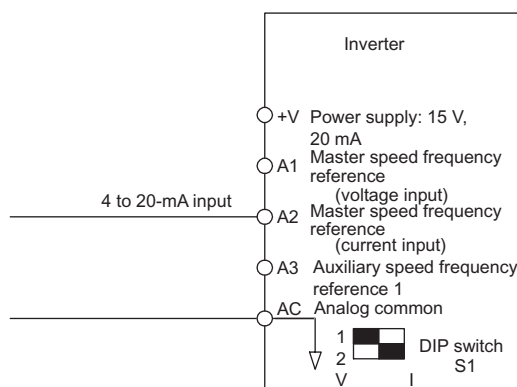 Inverter
+V Power supply: 15 V,
20 mA
A1 Master speed frequency
reference
(voltage input)
4 to 20-mA input
A2 Master speed frequency
reference
(current input)
A3 Auxiliary speed frequency
reference 1
AC Analog common
1
2
DIP switch
S1
V I